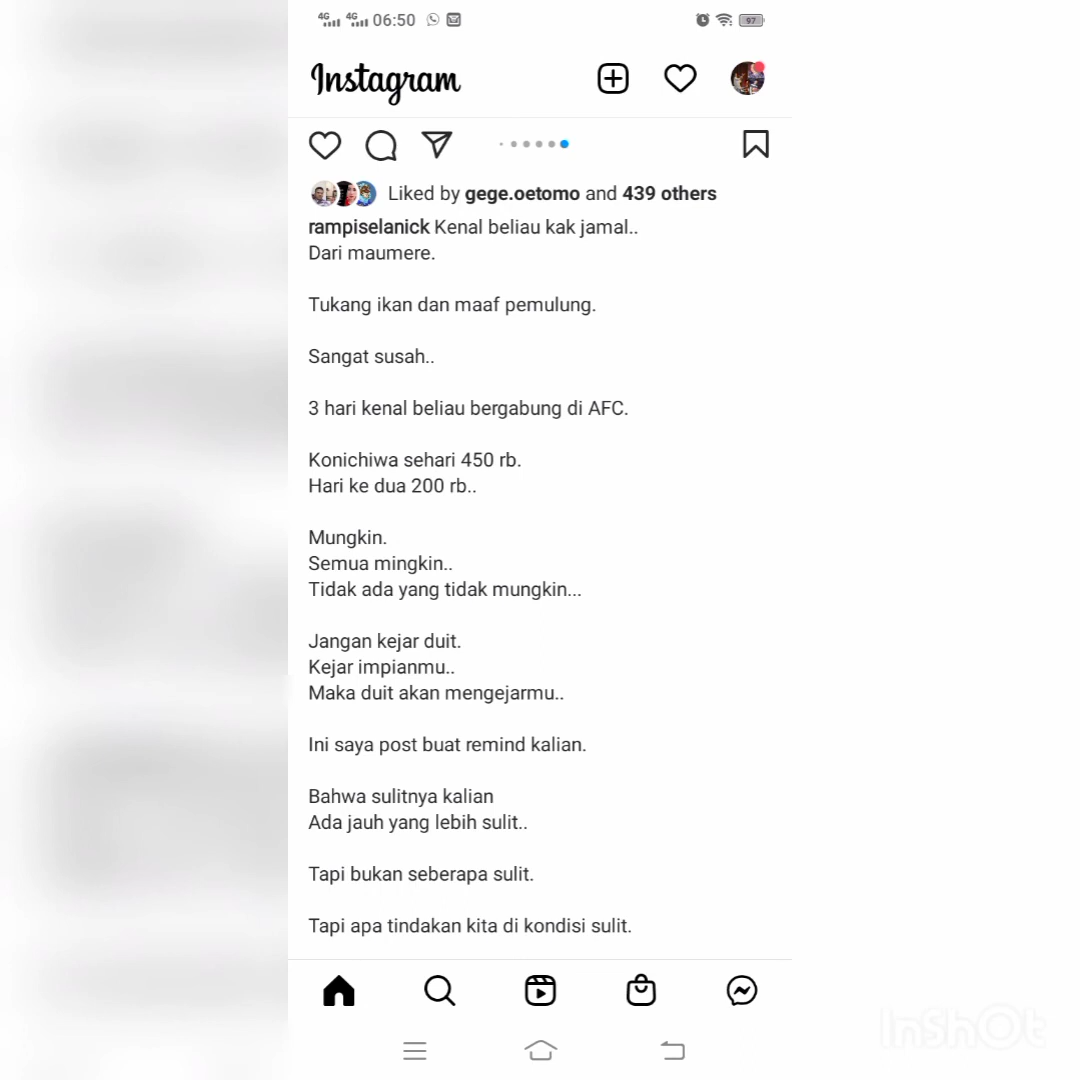 4G 4G 06:50 97
Instagram
Liked by gege.oetomo and 439 others
rampiselanick Kenal beliau kak jamal..
Dari maumere.
Tukang ikan dan maaf pemulung.
Sangat susah..
3 hari kenal beliau bergabung di AFC.
Konichiwa sehari 450 rb.
Hari ke dua 200 rb..
Mungkin.
Semua mingkin..
Tidak ada yang tidak mungkin...
Jangan kejar duit.
Kejar impianmu..
Maka duit akan mengejarmu..
Ini saya post buat remind kalian.
Bahwa sulitnya kalian
Ada jauh yang lebih sulit..
Tapi bukan seberapa sulit.
Tapi apa tindakan kita di kondisi sulit.
InShOt